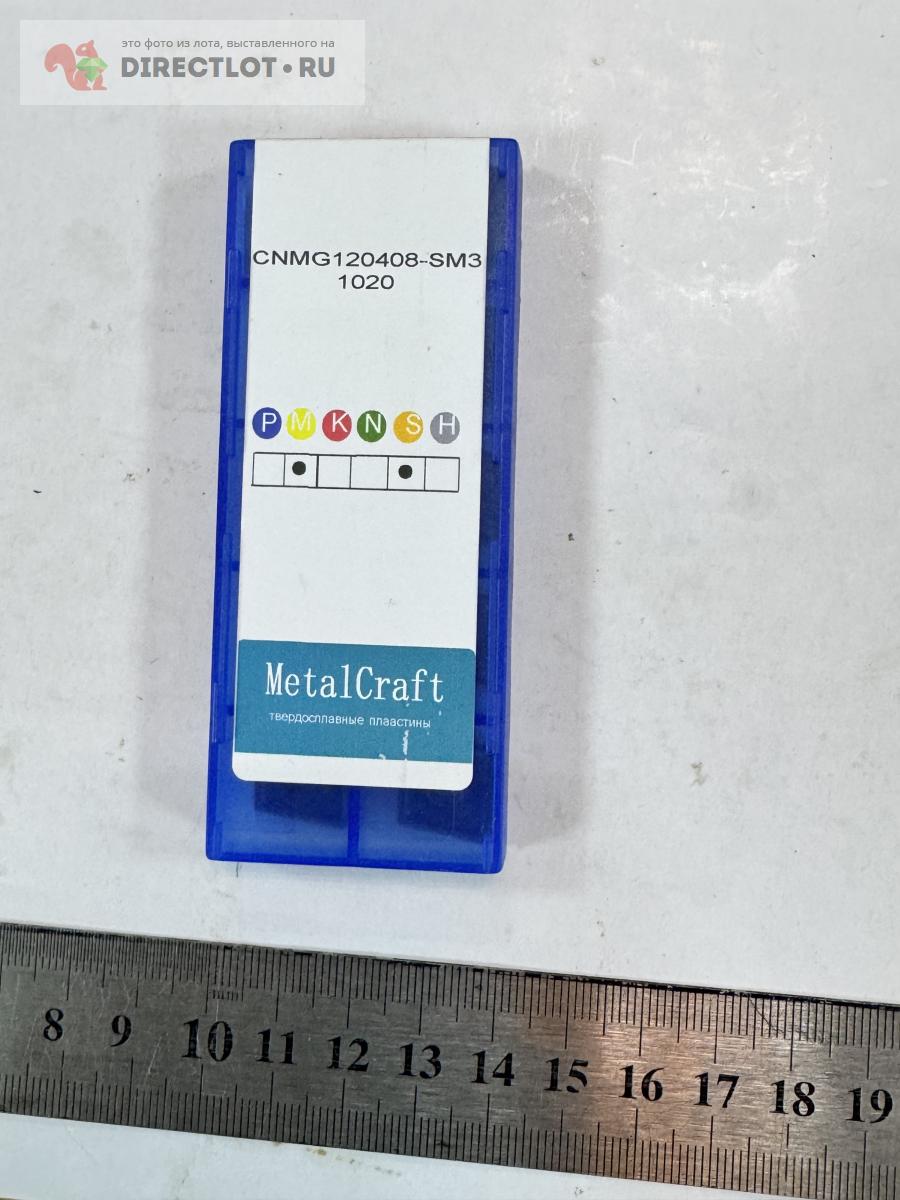 это фото из лота, выставленного на
DIRECTLOT•RU
CNMG120408-SM3
1020
P M K N S H
MetalCraft
твердосплавные плаастины
8 9 10 11 12 13 14 15 16 17 18 19